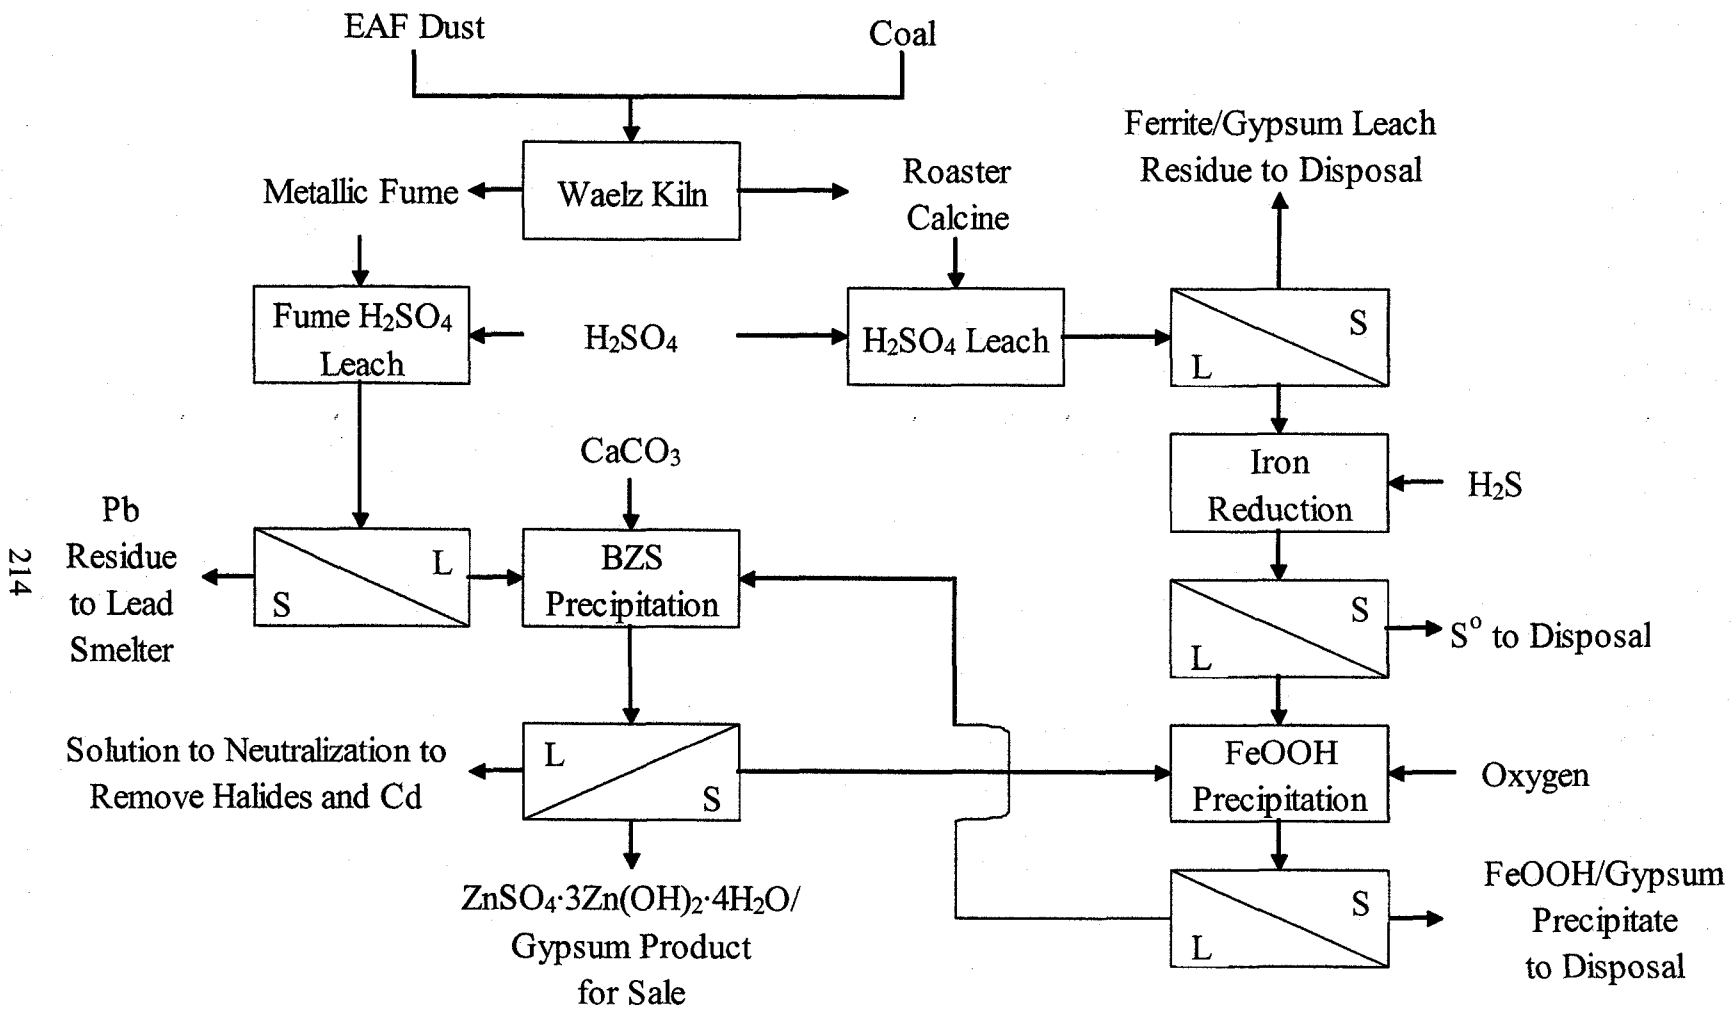 EAF Dust
Coal
Ferrite/Gypsum Leach
Residue to Disposal
Metallic Fume
Waelz Kiln
Roaster
Calcine
Fume H₂SO₄
Leach
H₂SO₄
H₂SO₄ Leach
S
L
CaCO₃
Iron
Reduction
H₂S
Pb
Residue
to Lead
Smelter
L
S
BZS
Precipitation
S
L
S° to Disposal
Solution to Neutralization to
Remove Halides and Cd
L
S
FeOOH
Precipitation
Oxygen
ZnSO₄·3Zn(OH)₂·4H₂O/
Gypsum Product
for Sale
S
L
FeOOH/Gypsum
Precipitate
to Disposal
214